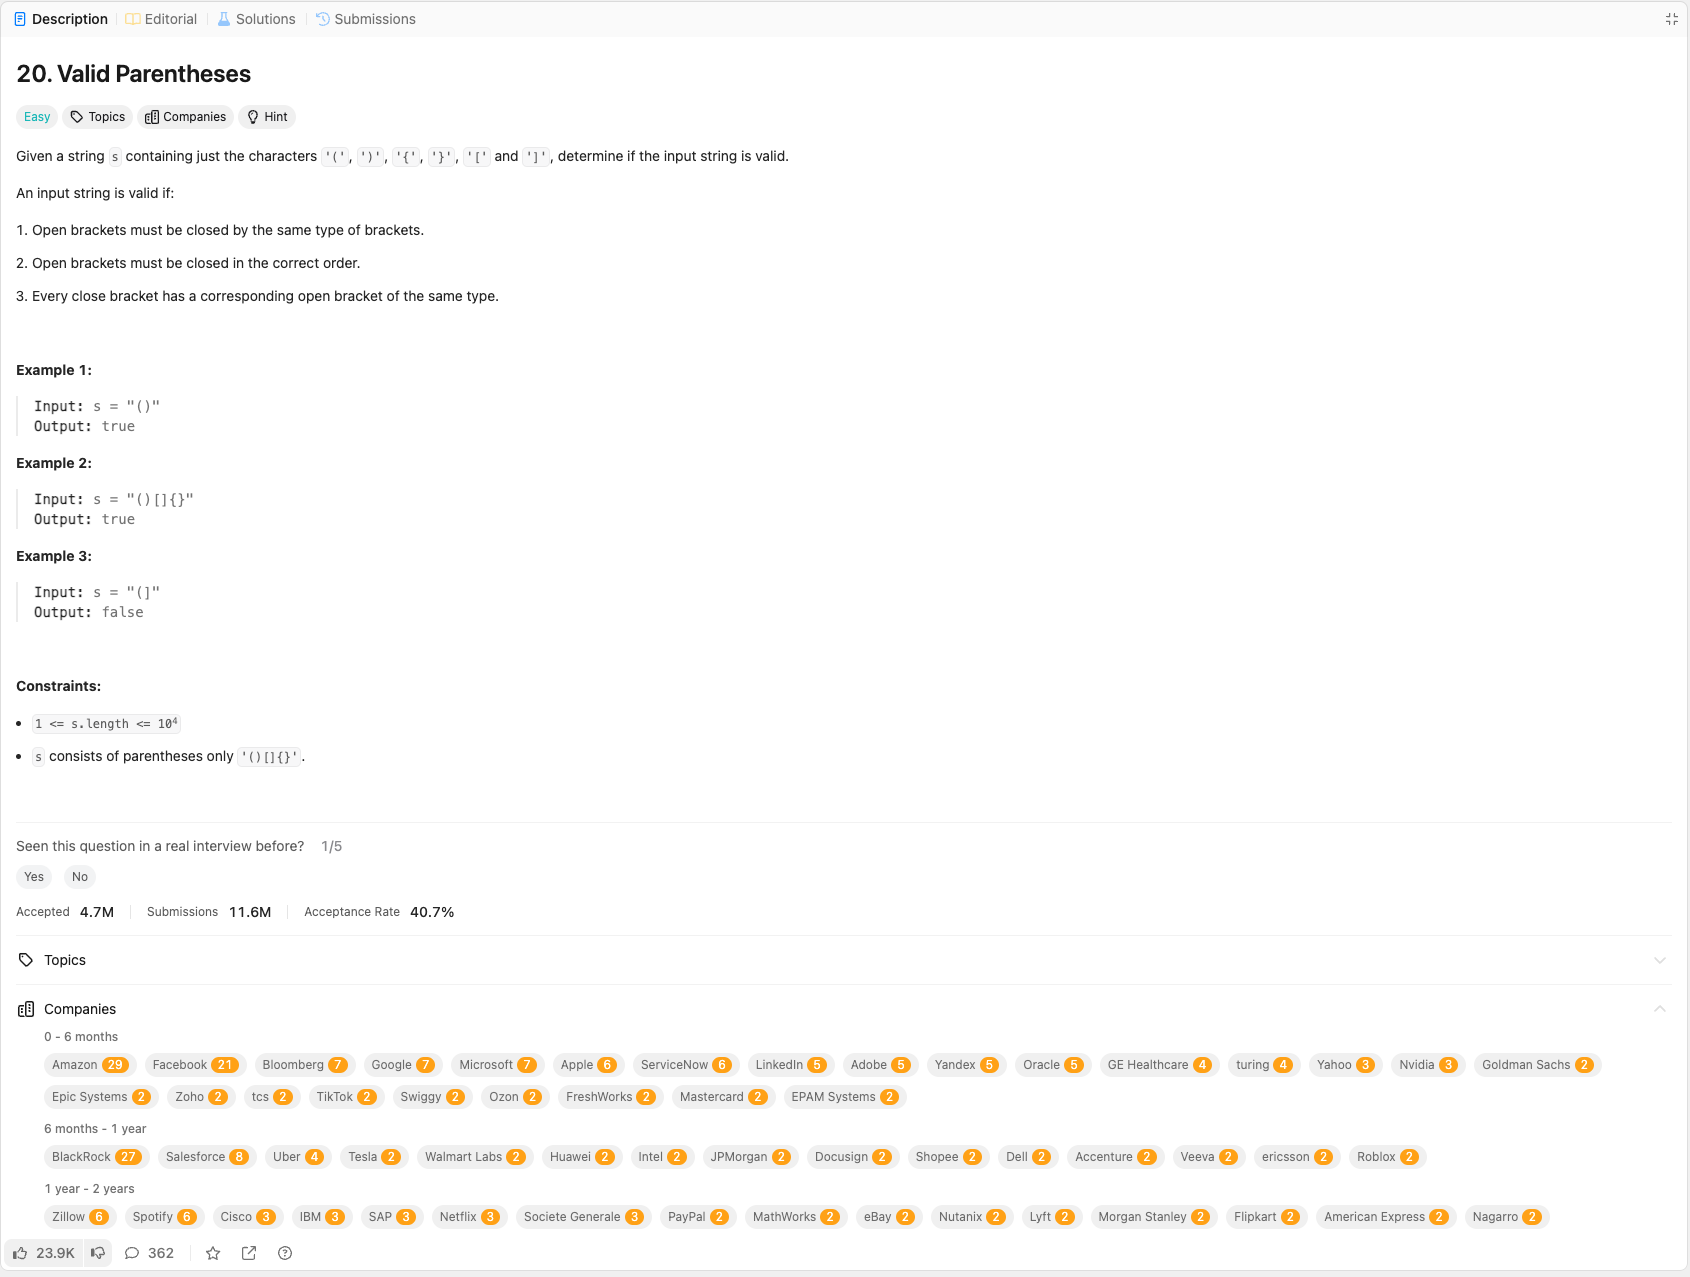 Description Editorial Solutions Submissions
20. Valid Parentheses
Easy Topics Companies Hint
Given a string s containing just the characters '(', ')', '{', '}', '[' and ']', determine if the input string is valid.
An input string is valid if:
1. Open brackets must be closed by the same type of brackets.
2. Open brackets must be closed in the correct order.
3. Every close bracket has a corresponding open bracket of the same type.
Example 1:
Input: s = "()"
Output: true
Example 2:
Input: s = "()[]{}"
Output: true
Example 3:
Input: s = "(]"
Output: false
Constraints:
• 1 <= s.length <= 10⁴
• s consists of parentheses only '()[]{}'.
Seen this question in a real interview before? 1/5
Yes No
Accepted 4.7M Submissions 11.6M Acceptance Rate 40.7%
Topics
Companies
0 - 6 months
Amazon 29 Facebook 21 Bloomberg 7 Google 7 Microsoft 7 Apple 6 ServiceNow 6 LinkedIn 5 Adobe 5 Yandex 5 Oracle 5 GE Healthcare 4 turing 4 Yahoo 3 Nvidia 3 Goldman Sachs 2
Epic Systems 2 Zoho 2 tcs 2 TikTok 2 Swiggy 2 Ozon 2 FreshWorks 2 Mastercard 2 EPAM Systems 2
6 months - 1 year
BlackRock 27 Salesforce 8 Uber 4 Tesla 2 Walmart Labs 2 Huawei 2 Intel 2 JPMorgan 2 Docusign 2 Shopee 2 Dell 2 Accenture 2 Veeva 2 ericsson 2 Roblox 2
1 year - 2 years
Zillow 6 Spotify 6 Cisco 3 IBM 3 SAP 3 Netflix 3 Societe Generale 3 PayPal 2 MathWorks 2 eBay 2 Nutanix 2 Lyft 2 Morgan Stanley 2 Flipkart 2 American Express 2 Nagarro 2
23.9K 362